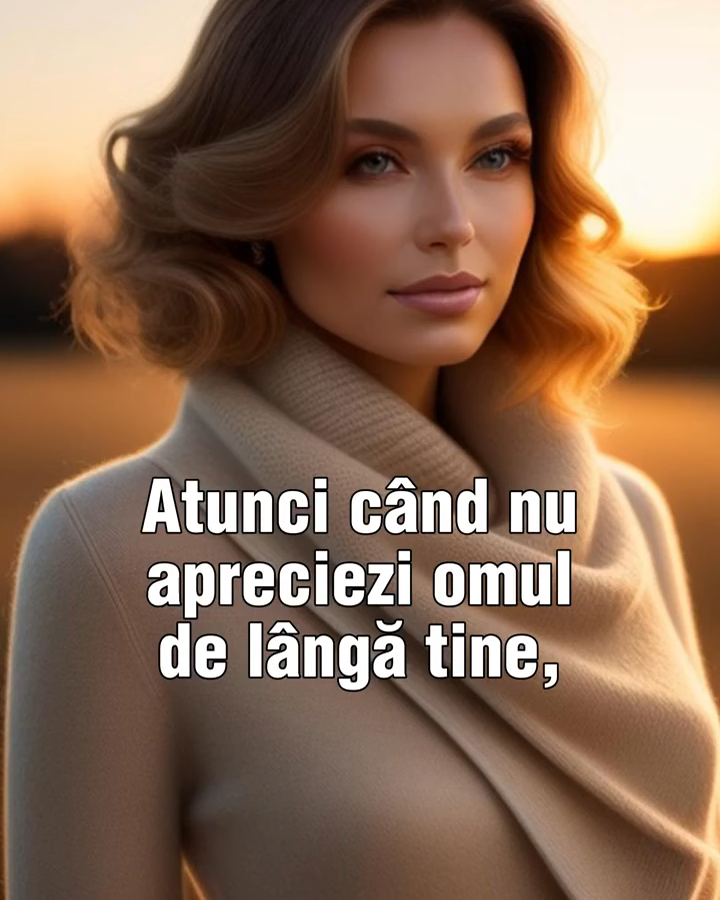 Atunci când nu
apreciezi omul
de lângă tine,